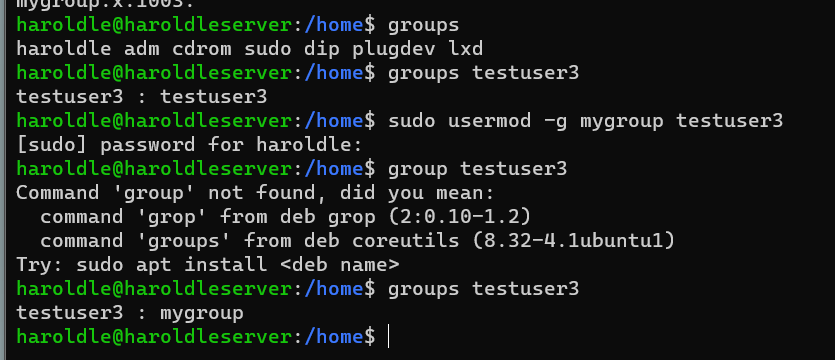 mygroup:x:1003:
haroldle@haroldleserver:/home$ groups
haroldle adm cdrom sudo dip plugdev lxd
haroldle@haroldleserver:/home$ groups testuser3
testuser3 : testuser3
haroldle@haroldleserver:/home$ sudo usermod -g mygroup testuser3
[sudo] password for haroldle:
haroldle@haroldleserver:/home$ group testuser3
Command 'group' not found, did you mean:
  command 'grop' from deb grop (2:0.10-1.2)
  command 'groups' from deb coreutils (8.32-4.1ubuntu1)
Try: sudo apt install <deb name>
haroldle@haroldleserver:/home$ groups testuser3
testuser3 : mygroup
haroldle@haroldleserver:/home$